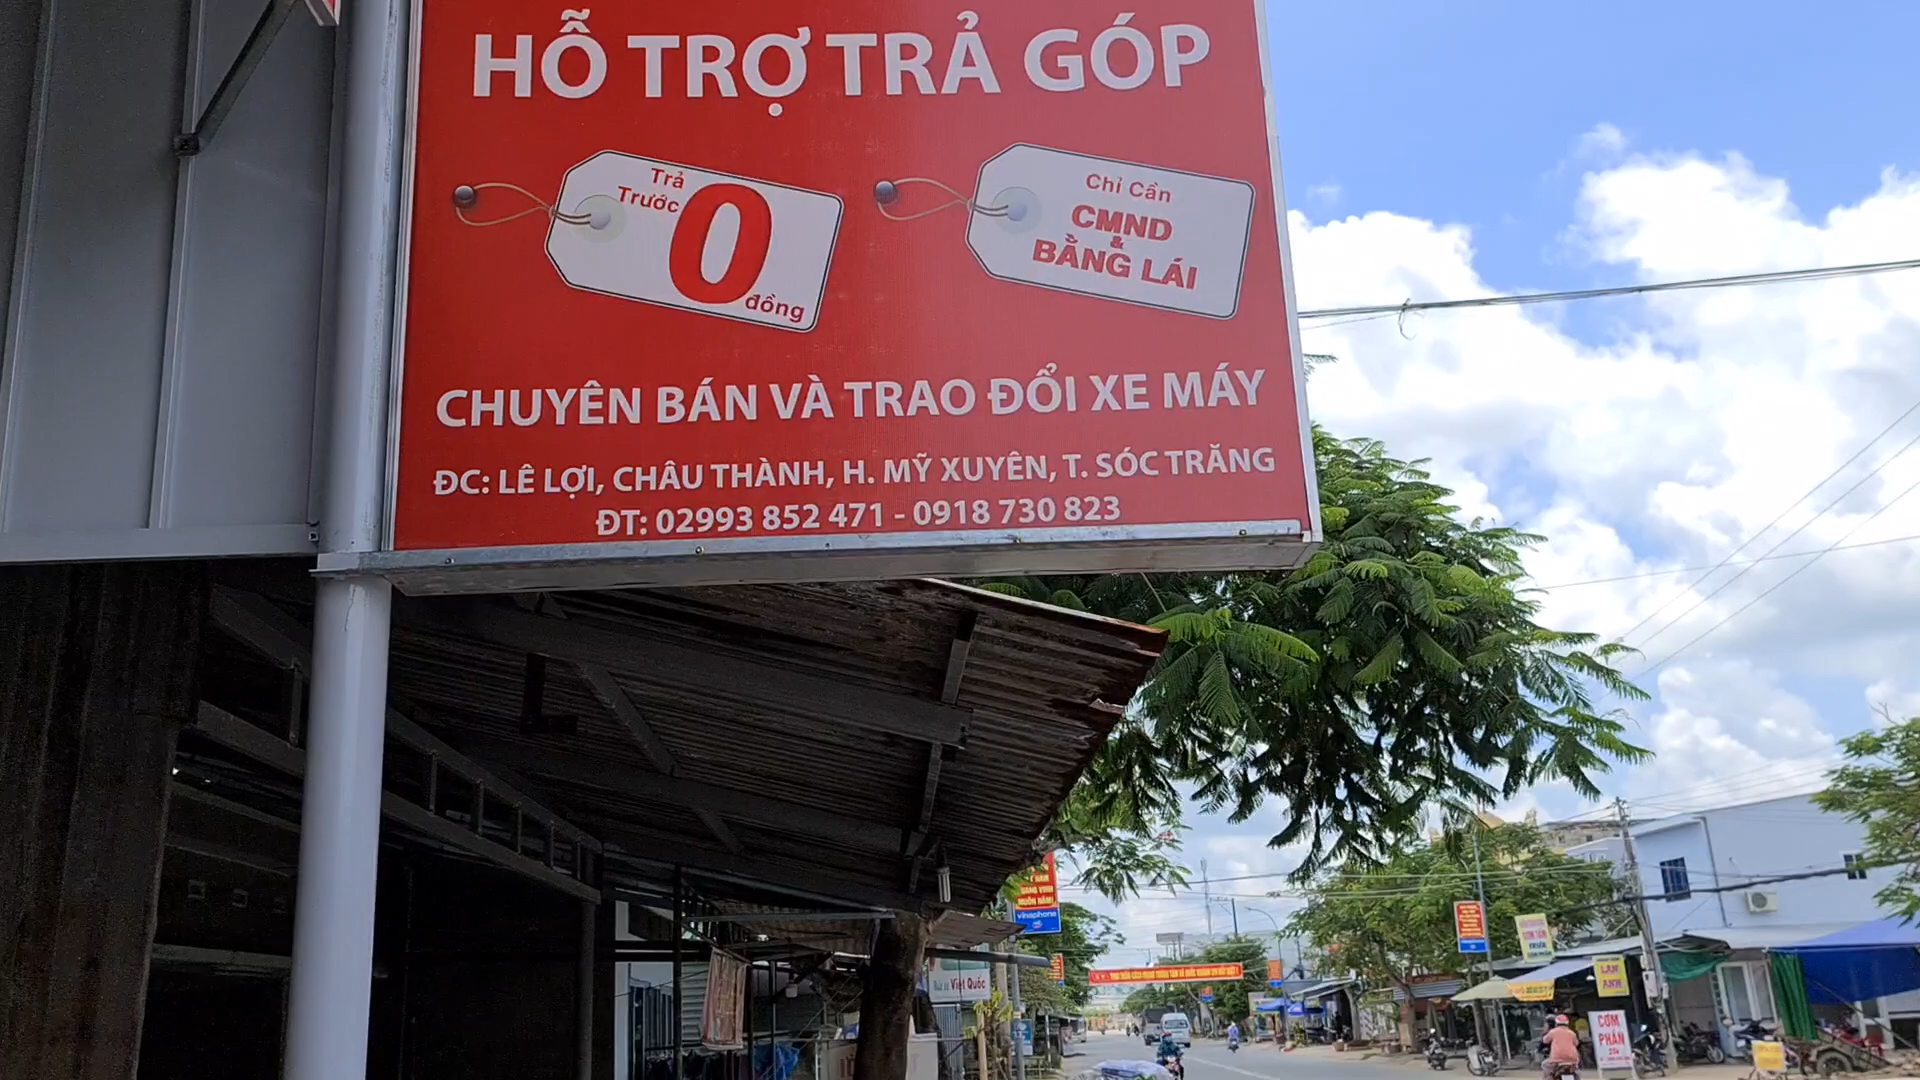 HỖ TRỢ TRẢ GÓP
Trả
Trước
0
đồng
Chỉ Cần
CMND
&
BẰNG LÁI
CHUYÊN BÁN VÀ TRAO ĐỔI XE MÁY
ĐC: LÊ LỢI, CHÂU THÀNH, H. MỸ XUYÊN, T. SÓC TRĂNG
ĐT: 02993 852 471 - 0918 730 823
vinaphone
Việt Quốc
LAN
ANH
CƠM
PHẦN